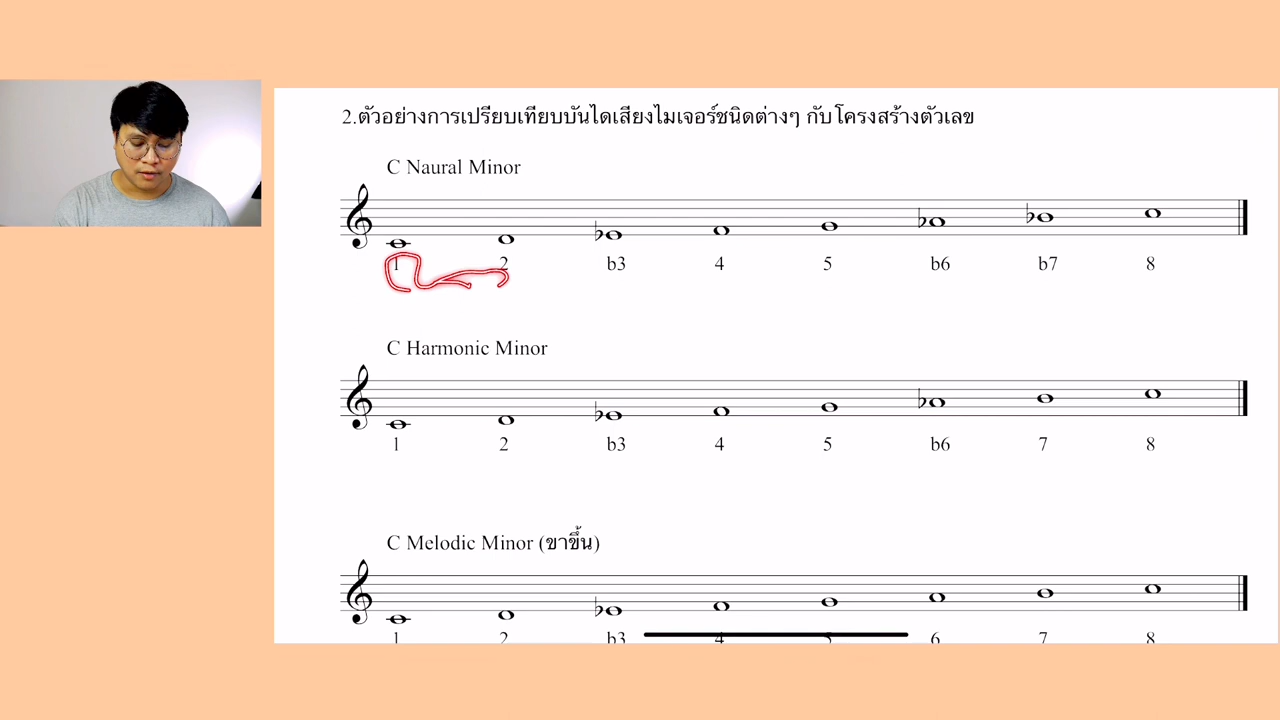 2.ตัวอย่างการเปรียบเทียบบันไดเสียงไมเจอร์ชนิดต่างๆ กับโครงสร้างตัวเลข
C Naural Minor
1 2 b3 4 5 b6 b7 8
C Harmonic Minor
1 2 b3 4 5 b6 7 8
C Melodic Minor (ขาขึ้น)
1 2 b3 4 5 6 7 8